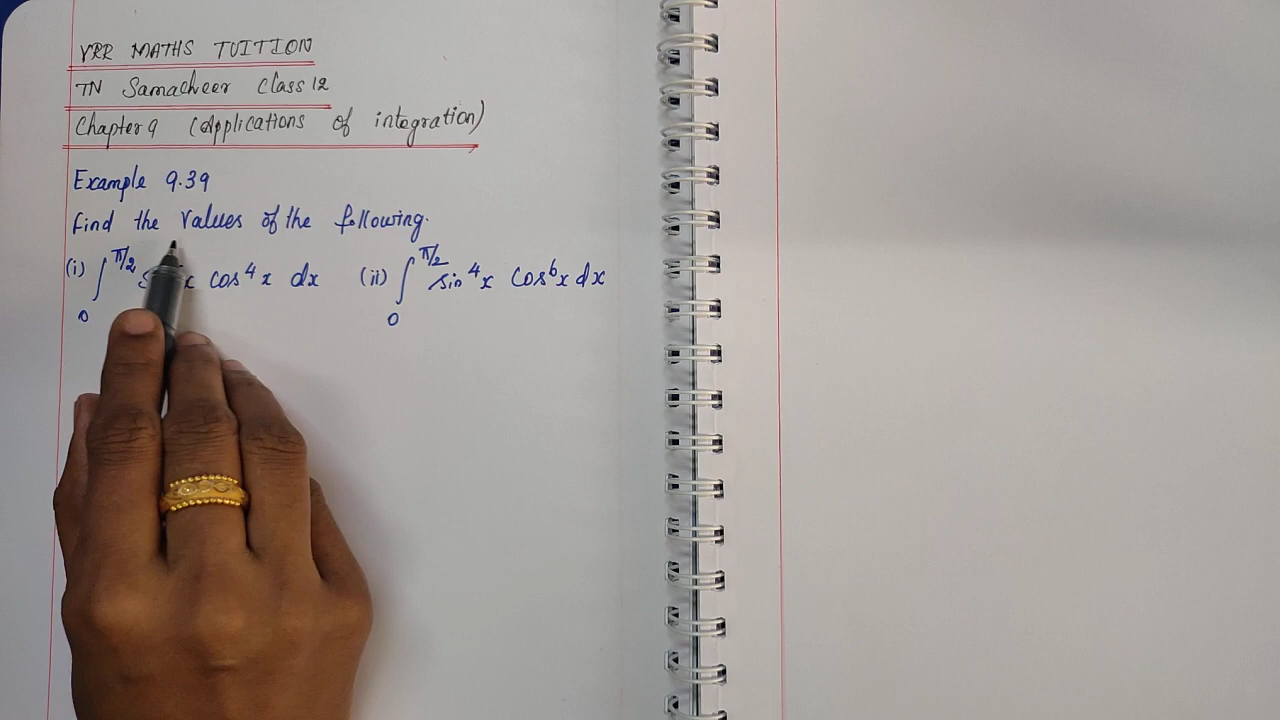 VRR MATHS TUITION
TN Samacheer Class 12
Chapter 9 (Applications of integration)
Example 9.39
Find the values of the following.
(i) ∫₀^π/2 x cos⁴x dx (ii) ∫₀^π/2 sin⁴x cos⁶x dx